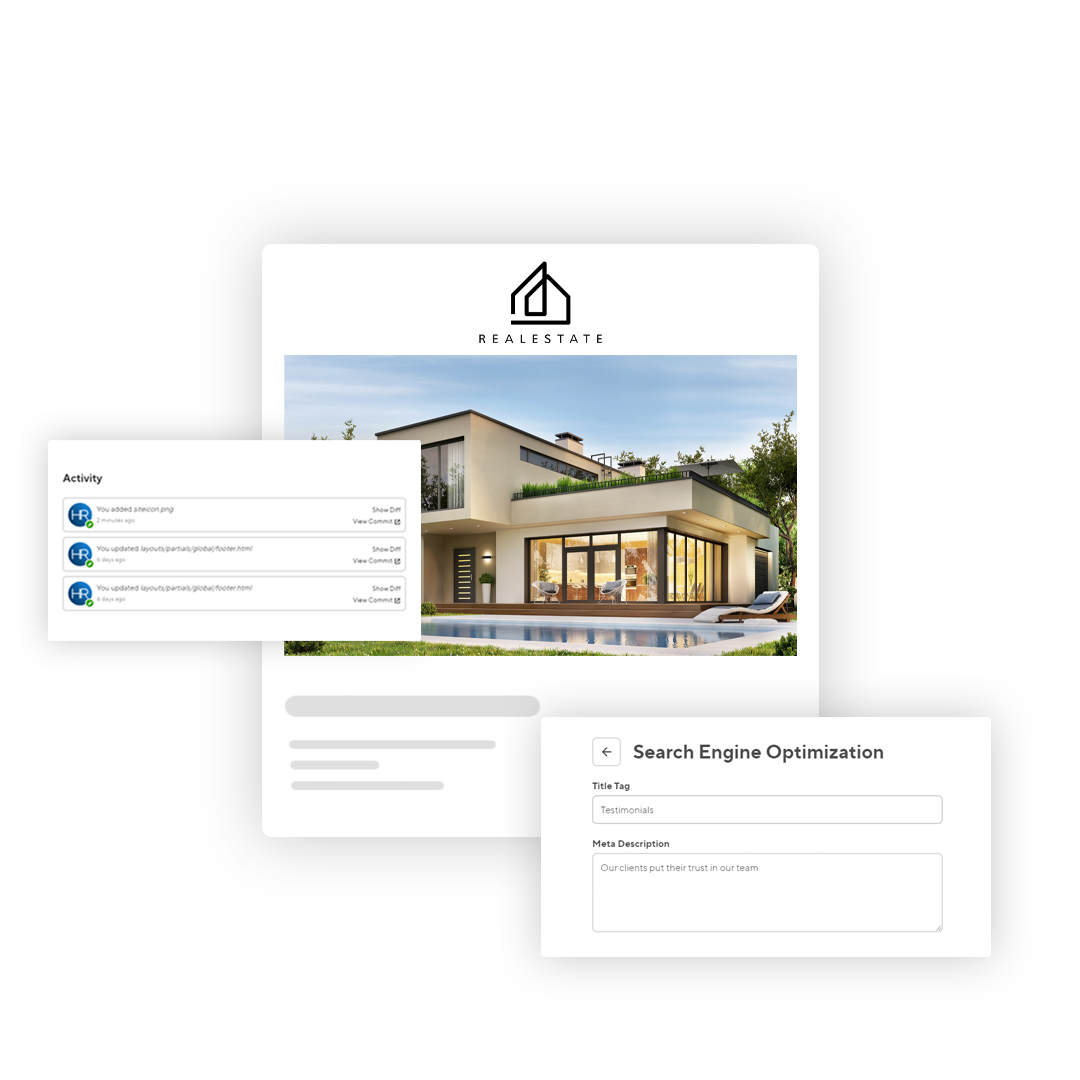 REALESTATE
Activity
HR
You added siteicon.png
2 minutes ago
Show Diff
View Commit
HR
You updated layouts/partials/global/footer.html
6 days ago
Show Diff
View Commit
HR
You updated layouts/partials/global/footer.html
6 days ago
Show Diff
View Commit
Search Engine Optimization
Title Tag
Testimonials
Meta Description
Our clients put their trust in our team